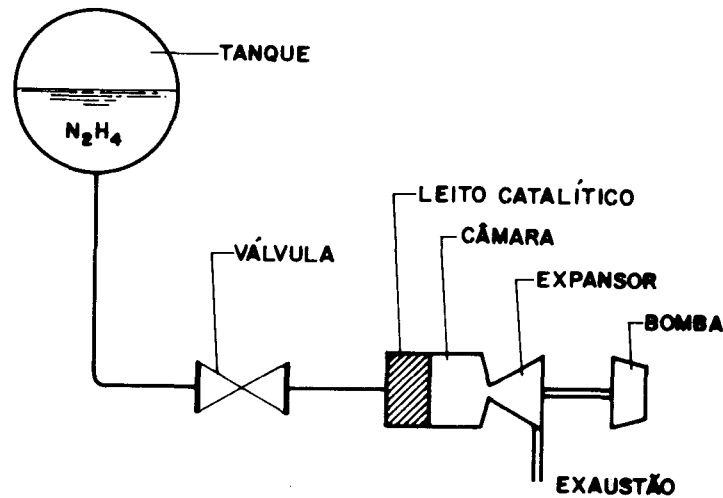 TANQUE
N₂H₄
LEITO CATALÍTICO
CÂMARA
VÁLVULA
EXPANSOR
BOMBA
EXAUSTÃO